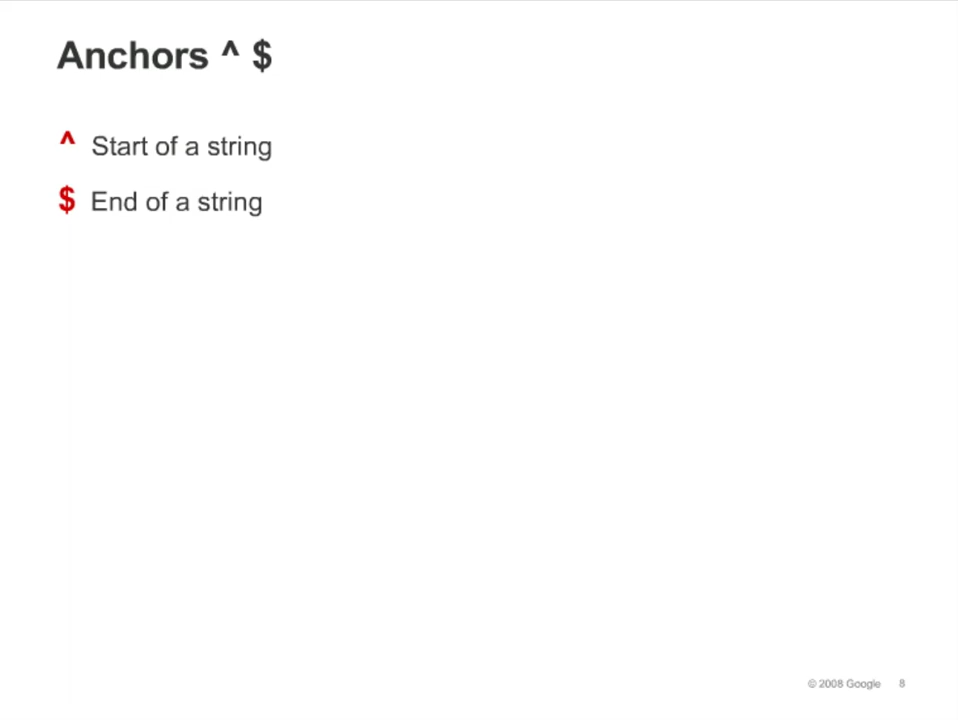 Anchors ^ $
^ Start of a string
$ End of a string
© 2008 Google 8